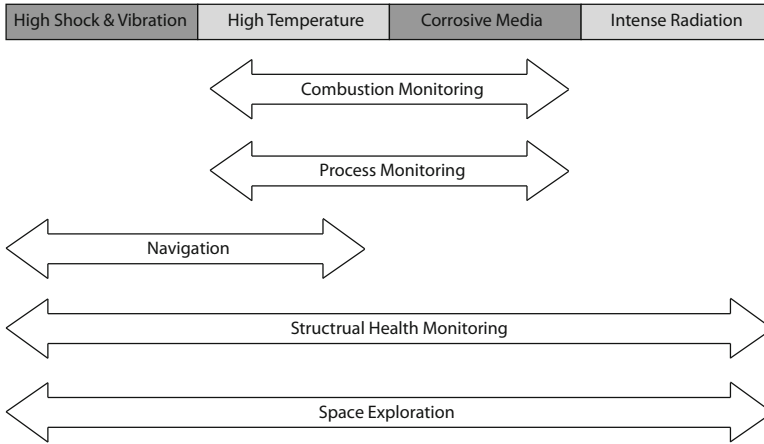 High Shock & Vibration High Temperature Corrosive Media Intense Radiation
Combustion Monitoring
Process Monitoring
Navigation
Structrual Health Monitoring
Space Exploration